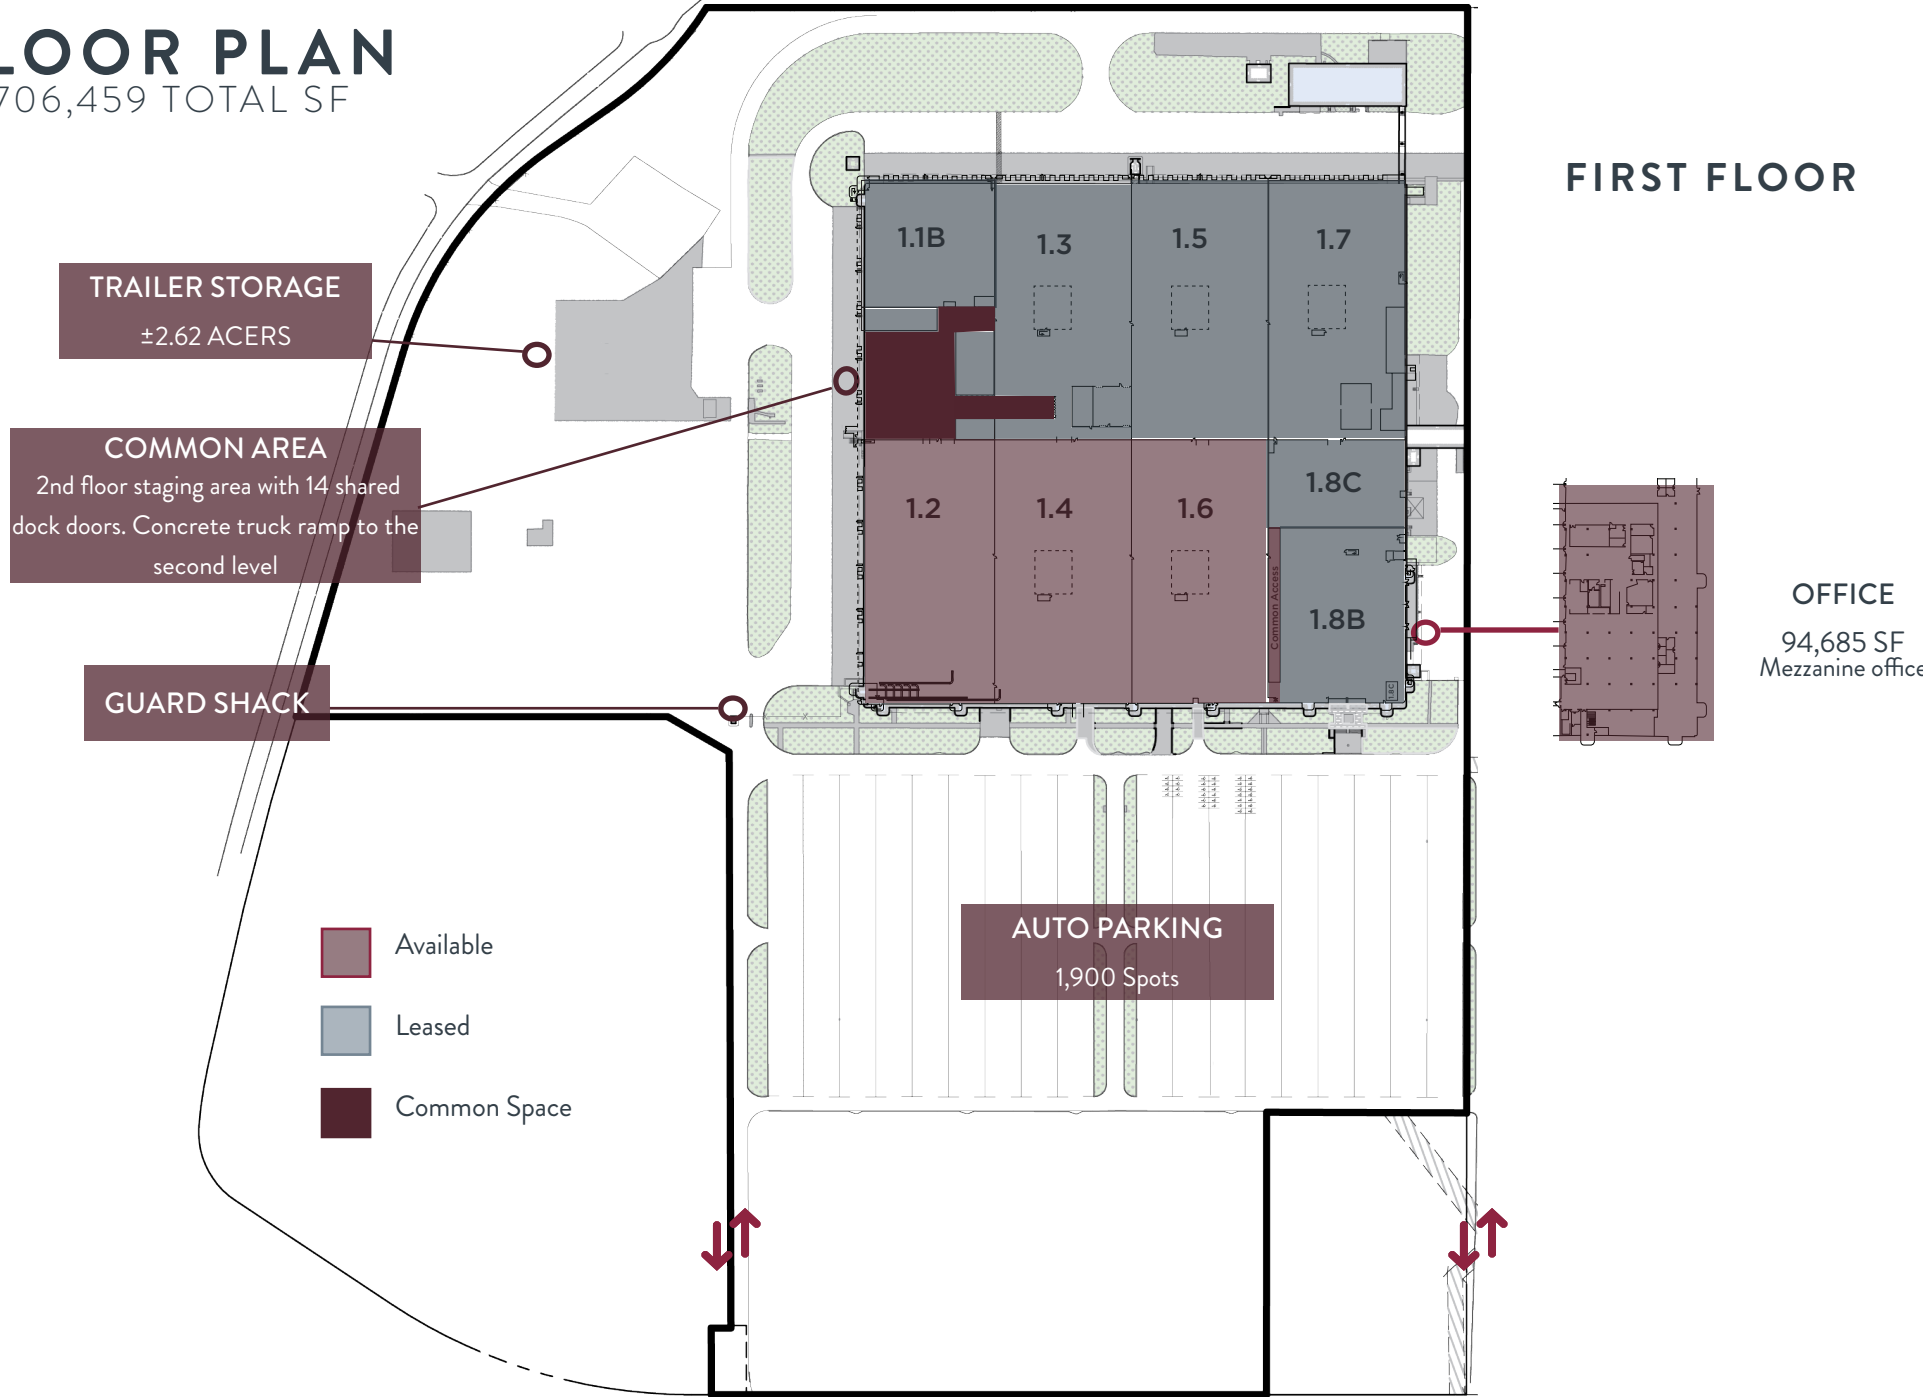 LOOR PLAN
706,459 TOTAL SF
FIRST FLOOR
TRAILER STORAGE
±2.62 ACERS
COMMON AREA
2nd floor staging area with 14 shared
dock doors. Concrete truck ramp to the
second level
GUARD SHACK
1.1B
1.3
1.5
1.7
1.2
1.4
1.6
1.8C
1.8B
Common Access
1.8C
OFFICE
94,685 SF
Mezzanine office
AUTO PARKING
1,900 Spots
Available
Leased
Common Space